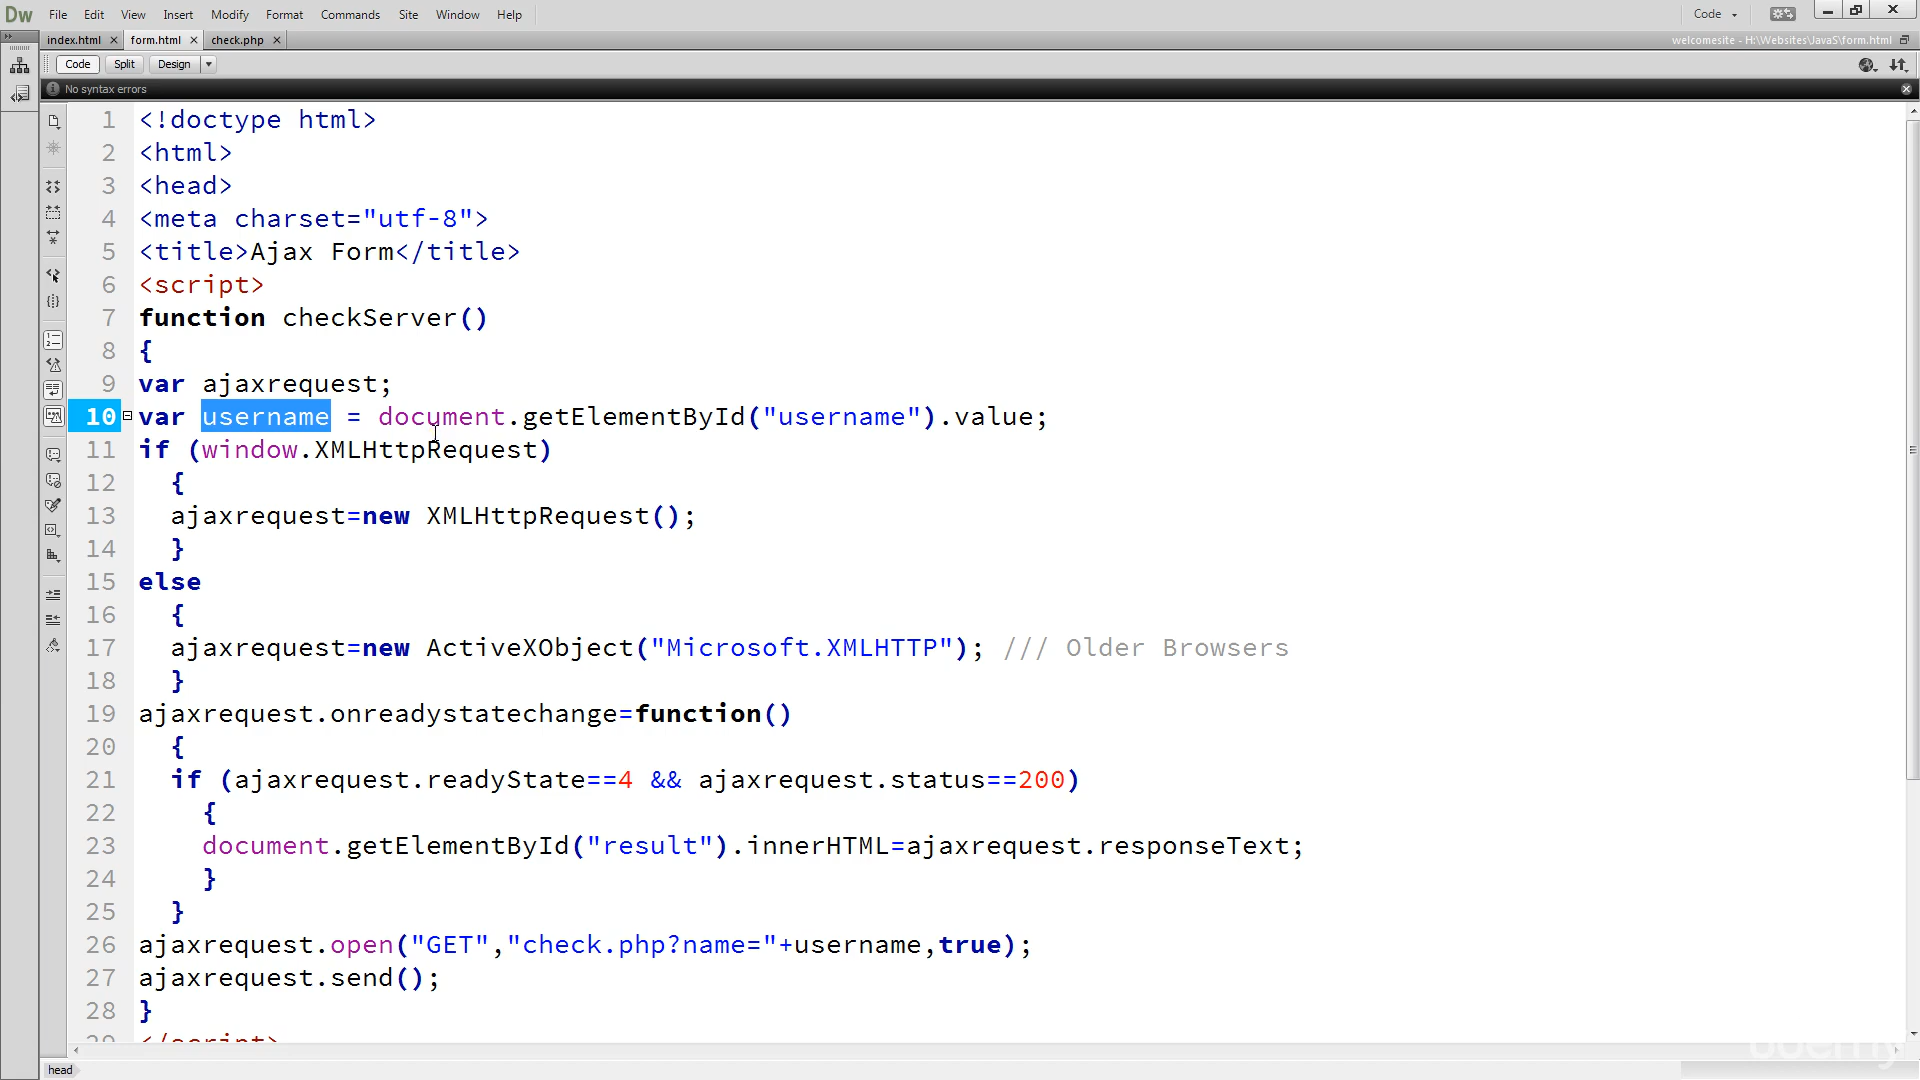 Dw File Edit View Insert Modify Format Commands Site Window Help Code
index.html form.html check.php welcomesite - H:\Websites\JavaS\form.html
Code Split Design
No syntax errors
1 <!doctype html>
2 <html>
3 <head>
4 <meta charset="utf-8">
5 <title>Ajax Form</title>
6 <script>
7 function checkServer()
8 {
9 var ajaxrequest;
10 var username = document.getElementById("username").value;
11 if (window.XMLHttpRequest)
12 {
13 ajaxrequest=new XMLHttpRequest();
14 }
15 else
16 {
17 ajaxrequest=new ActiveXObject("Microsoft.XMLHTTP"); /// Older Browsers
18 }
19 ajaxrequest.onreadystatechange=function()
20 {
21 if (ajaxrequest.readyState==4 && ajaxrequest.status==200)
22 {
23 document.getElementById("result").innerHTML=ajaxrequest.responseText;
24 }
25 }
26 ajaxrequest.open("GET","check.php?name="+username,true);
27 ajaxrequest.send();
28 }
29 </script>
udemy
head